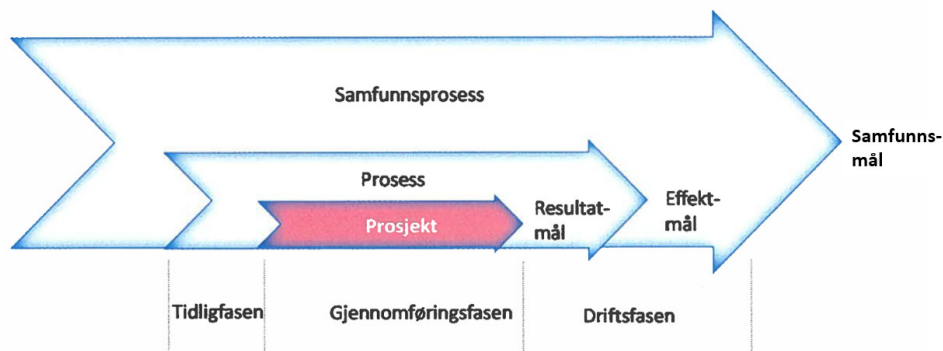 Samfunnsprosess
Samfunns-
mål
Prosess
Prosjekt
Resultat-
mål
Effekt-
mål
Tidligfasen
Gjennomføringsfasen
Driftsfasen